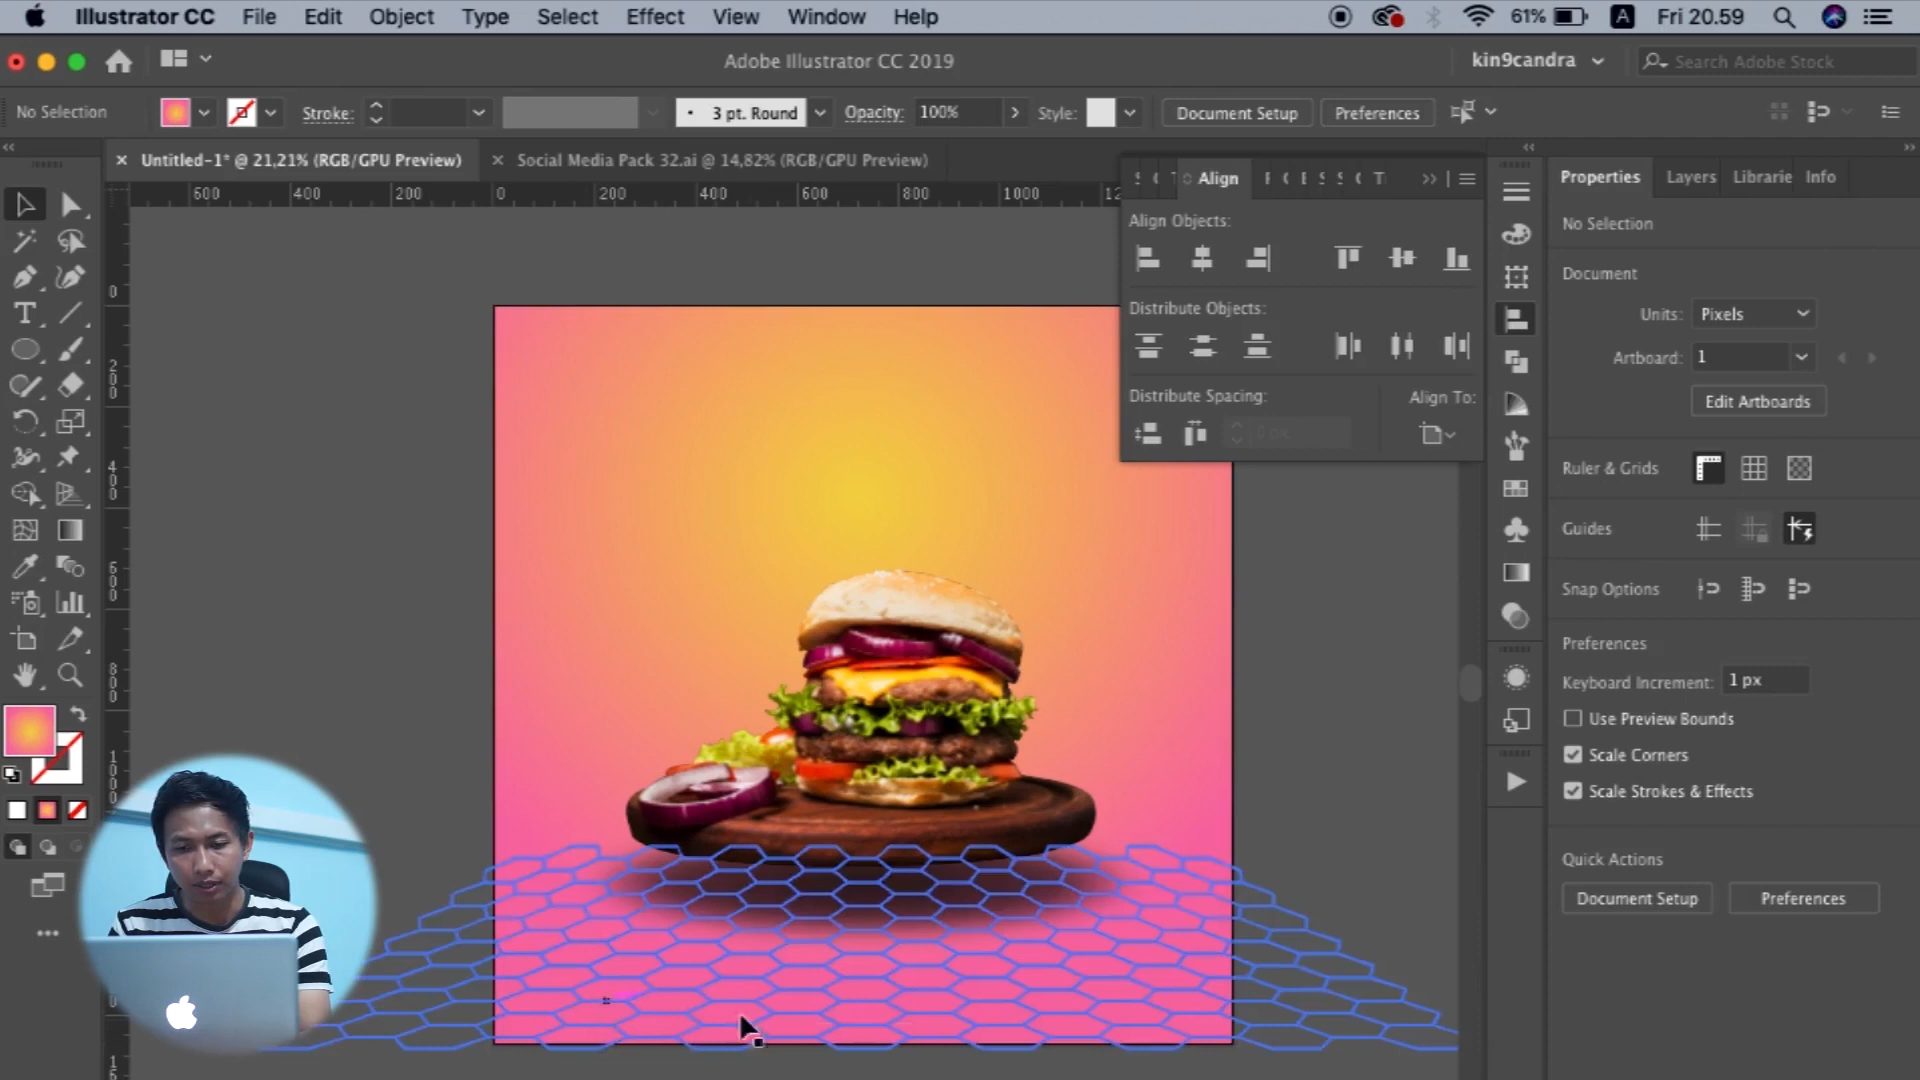 Illustrator CC File Edit Object Type Select Effect View Window Help
61% A Fri 20.59
Adobe Illustrator CC 2019
kin9candra
Search Adobe Stock
No Selection
Stroke:
3 pt. Round
Opacity: 100%
Style:
Document Setup
Preferences
Untitled-1* @ 21,21% (RGB/GPU Preview)
Social Media Pack 32.ai @ 14,82% (RGB/GPU Preview)
600 400 200 0 200 400 600 800 1000
Align
Align Objects:
Distribute Objects:
Distribute Spacing:
Align To:
Properties
Layers
Librarie
Info
No Selection
Document
Units: Pixels
Artboard: 1
Edit Artboards
Ruler & Grids
Guides
Snap Options
Preferences
Keyboard Increment: 1 px
Use Preview Bounds
Scale Corners
Scale Strokes & Effects
Quick Actions
Document Setup
Preferences
0
200
400
600
800